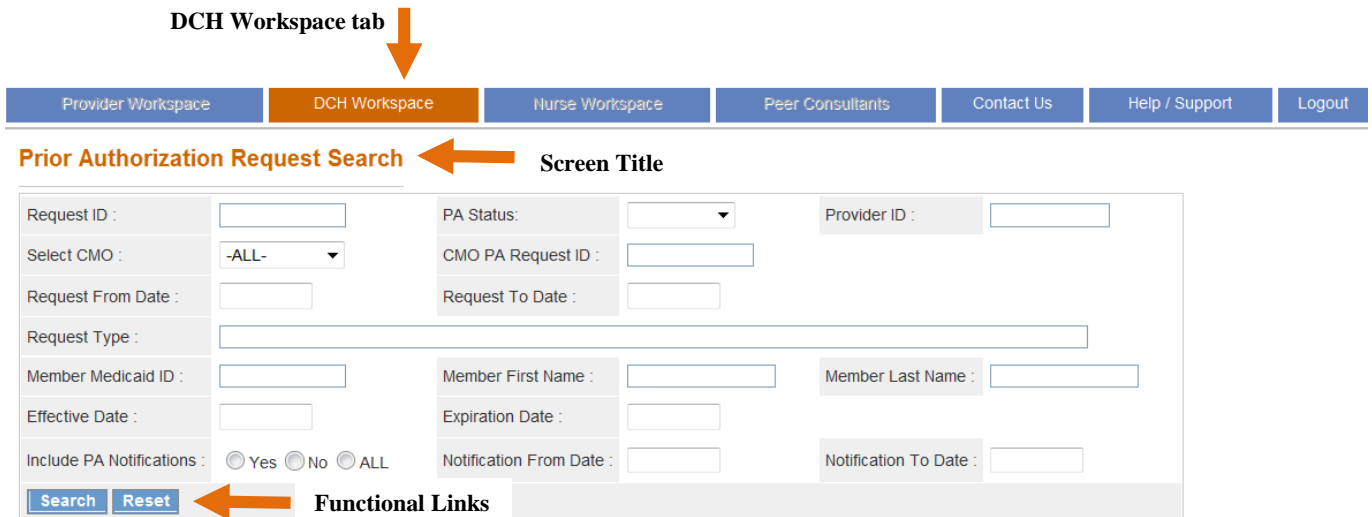 DCH Workspace tab
Provider Workspace DCH Workspace Nurse Workspace Peer Consultants Contact Us Help / Support Logout
Prior Authorization Request Search Screen Title
Request ID : PA Status: Provider ID :
Select CMO : -ALL- CMO PA Request ID :
Request From Date : Request To Date :
Request Type :
Member Medicaid ID : Member First Name : Member Last Name :
Effective Date : Expiration Date :
Include PA Notifications : Yes No ALL Notification From Date : Notification To Date :
Search Reset Functional Links